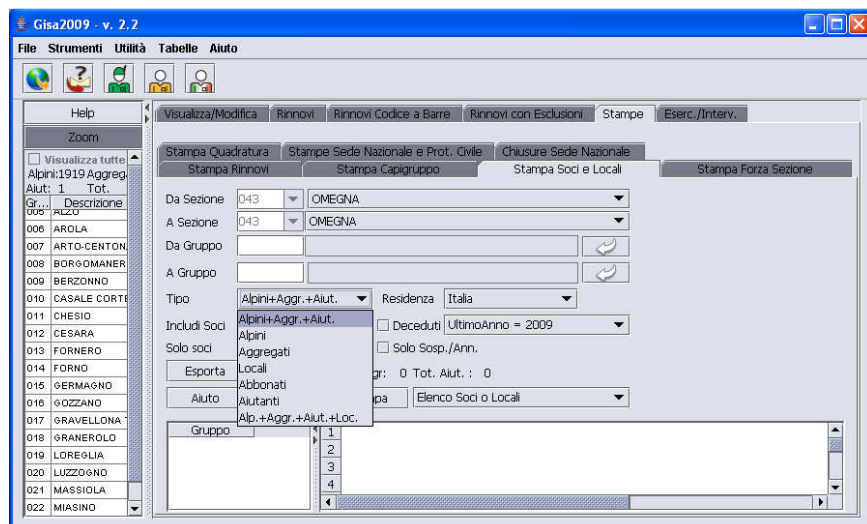 Gisa2009 - v. 2.2
File Strumenti Utilità Tabelle Aiuto
Help
Zoom
Visualizza tutte
Alpini:1919 Aggreg.
Aiut: 1 Tot.
Gr... Descrizione
005 ALZO
006 AROLA
007 ARTO-CENTON
008 BORGOMANER
009 BERZONNO
010 CASALE CORTE
011 CHESIO
012 CESARA
013 FORNERO
014 FORNO
015 GERMAGNO
016 GOZZANO
017 GRAVELLONA
018 GRANEROLO
019 LOREGLIA
020 LUZZOGNO
021 MASSIOLA
022 MIASINO
Visualizza/Modifica Rinnovi Rinnovi Codice a Barre Rinnovi con Esclusioni Stampe Eserc./Interv.
Stampa Quadratura Stampe Sede Nazionale e Prot. Civile Chiusure Sede Nazionale
Stampa Rinnovi Stampa Capigruppo Stampa Soci e Locali Stampa Forza Sezione
Da Sezione 043 OMEGNA
A Sezione 043 OMEGNA
Da Gruppo
A Gruppo
Tipo Alpini+Aggr.+Aiut. Residenza Italia
Includi Soci Deceduti UltimoAnno = 2009
Solo soci Solo Sosp./Ann.
Alpini+Aggr.+Aiut.
Alpini
Aggregati
Locali
Abbonati
Aiutanti
Alp.+Aggr.+Aiut.+Loc.
Esporta gr: 0 Tot. Aiut. : 0
Aiuto pa Elenco Soci o Locali
Gruppo
1
2
3
4